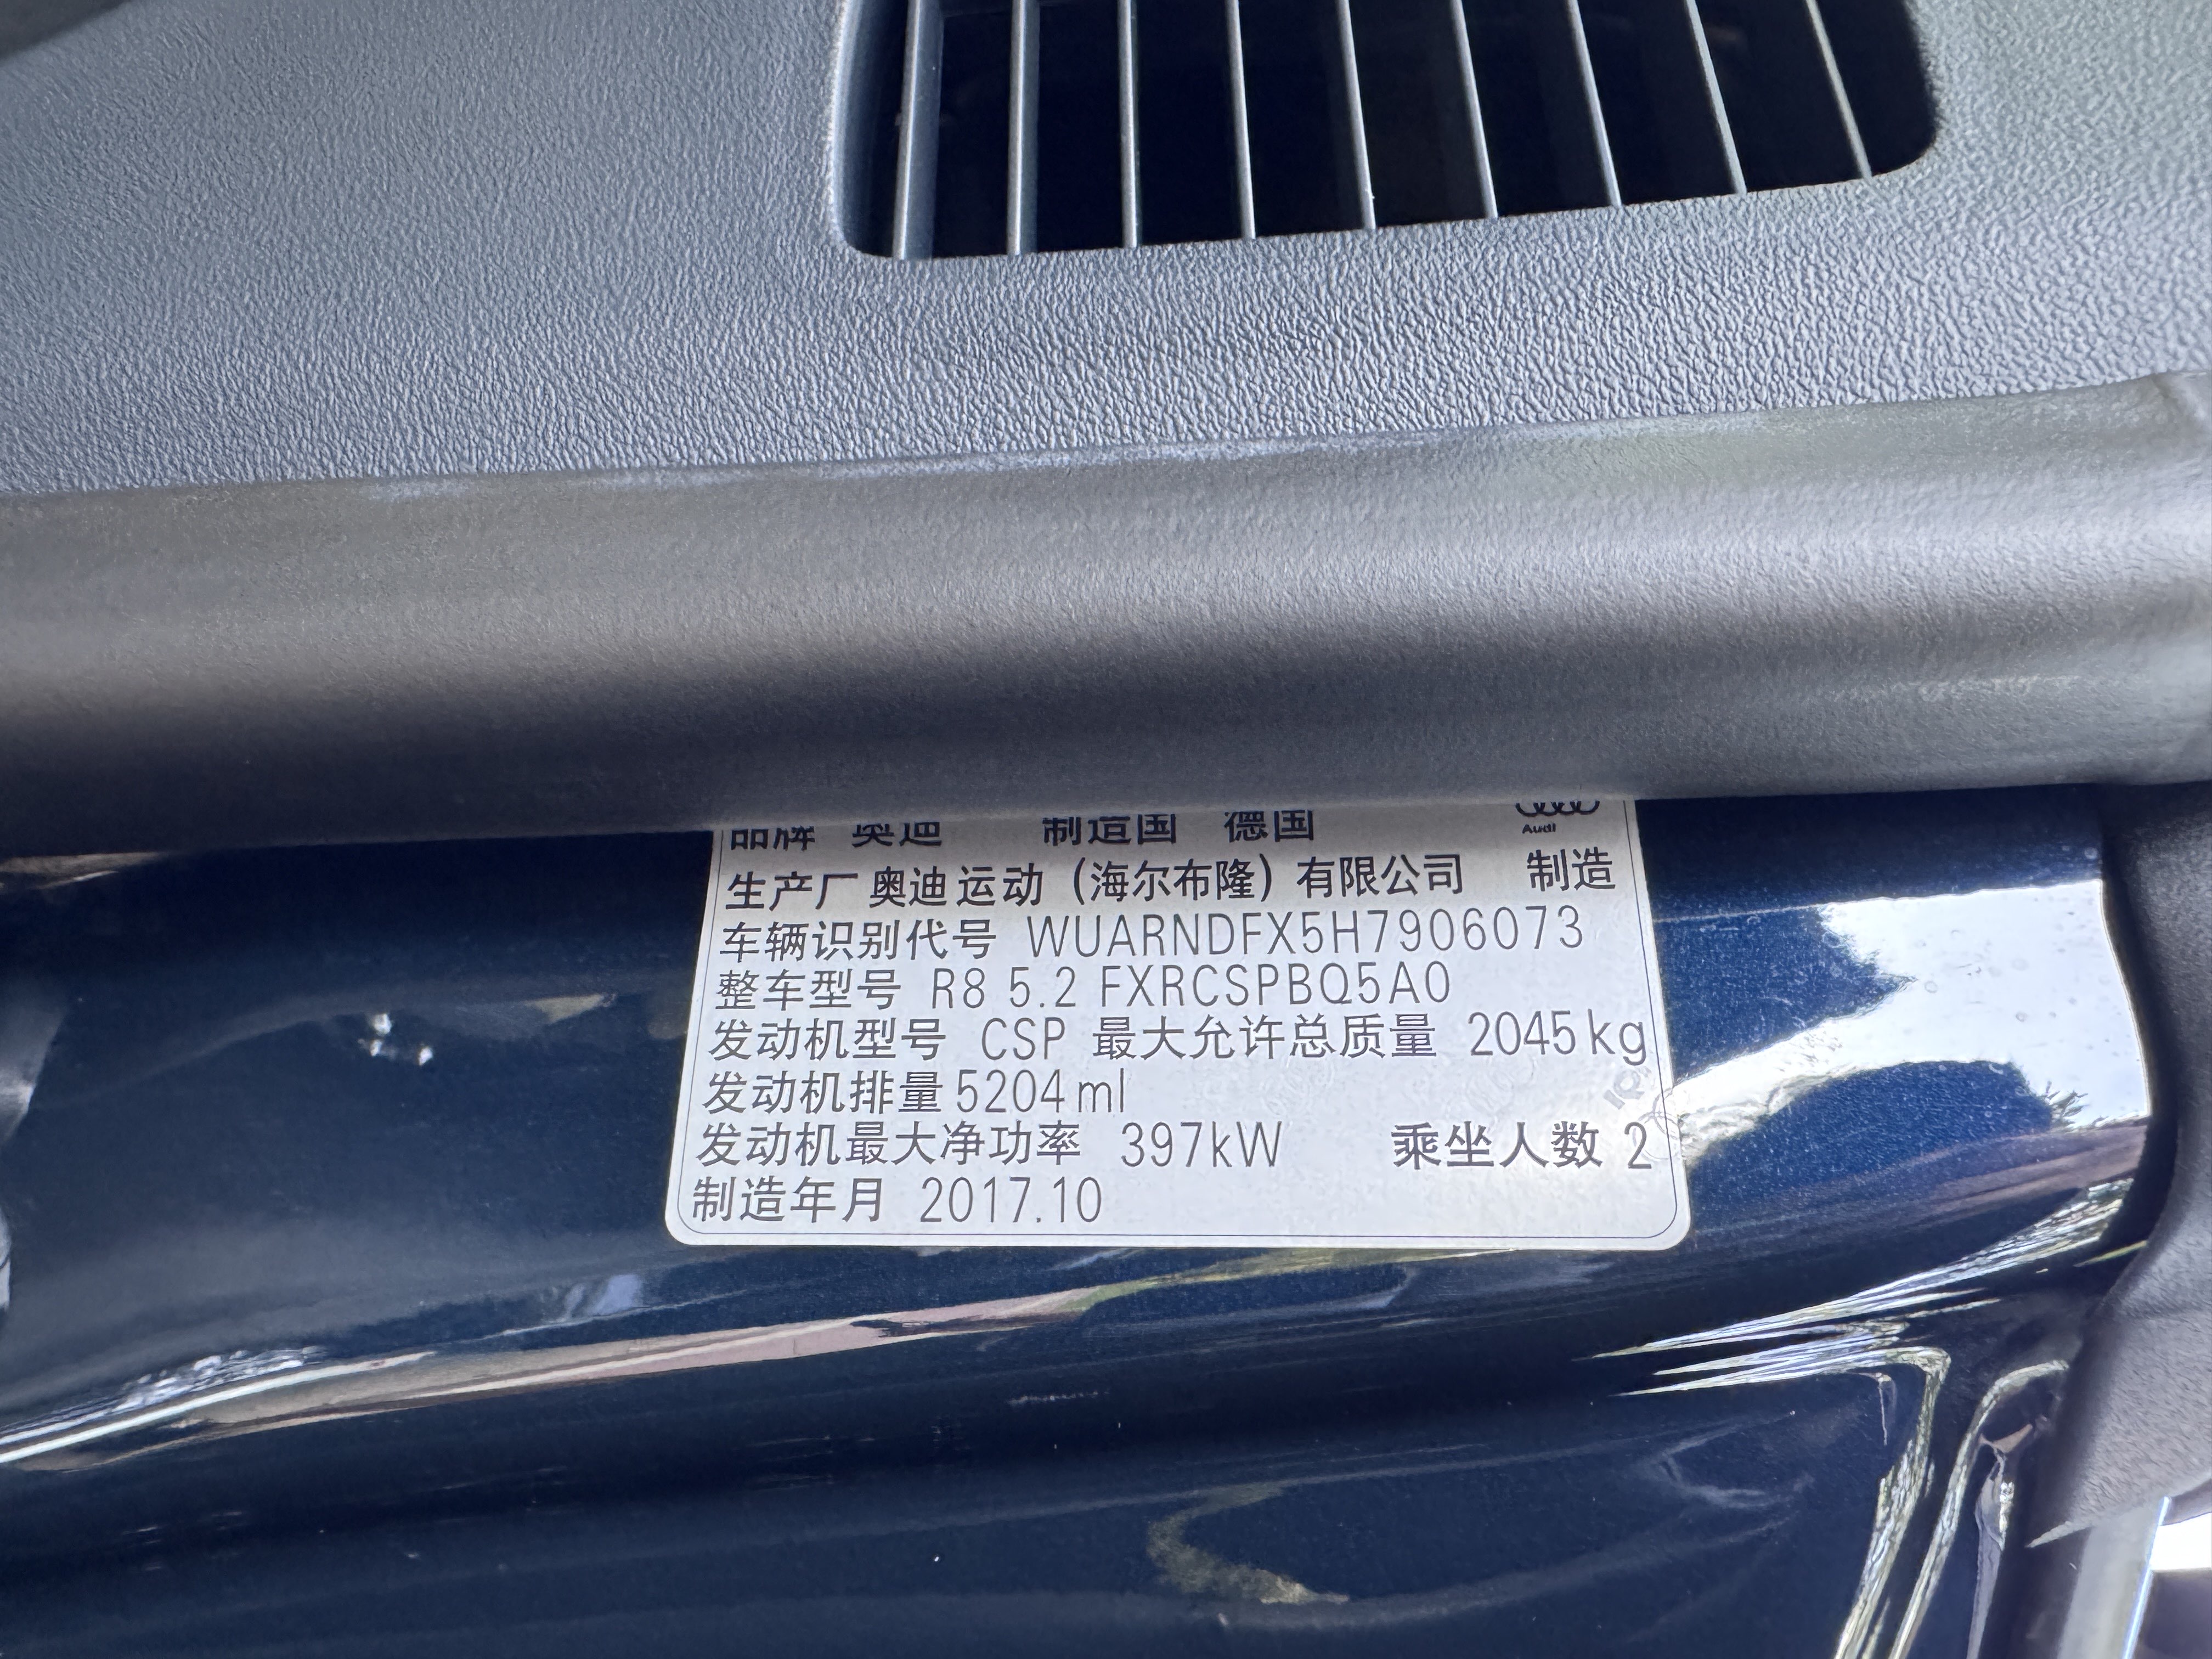 品牌 奥迪 制造国 德国 Audi
生产厂 奥迪运动（海尔布隆）有限公司 制造
车辆识别代号 WUARNDFX5H7906073
整车型号 R8 5.2 FXRCSPBQ5A0
发动机型号 CSP 最大允许总质量 2045kg
发动机排量 5204ml
发动机最大净功率 397kW 乘坐人数 2
制造年月 2017.10